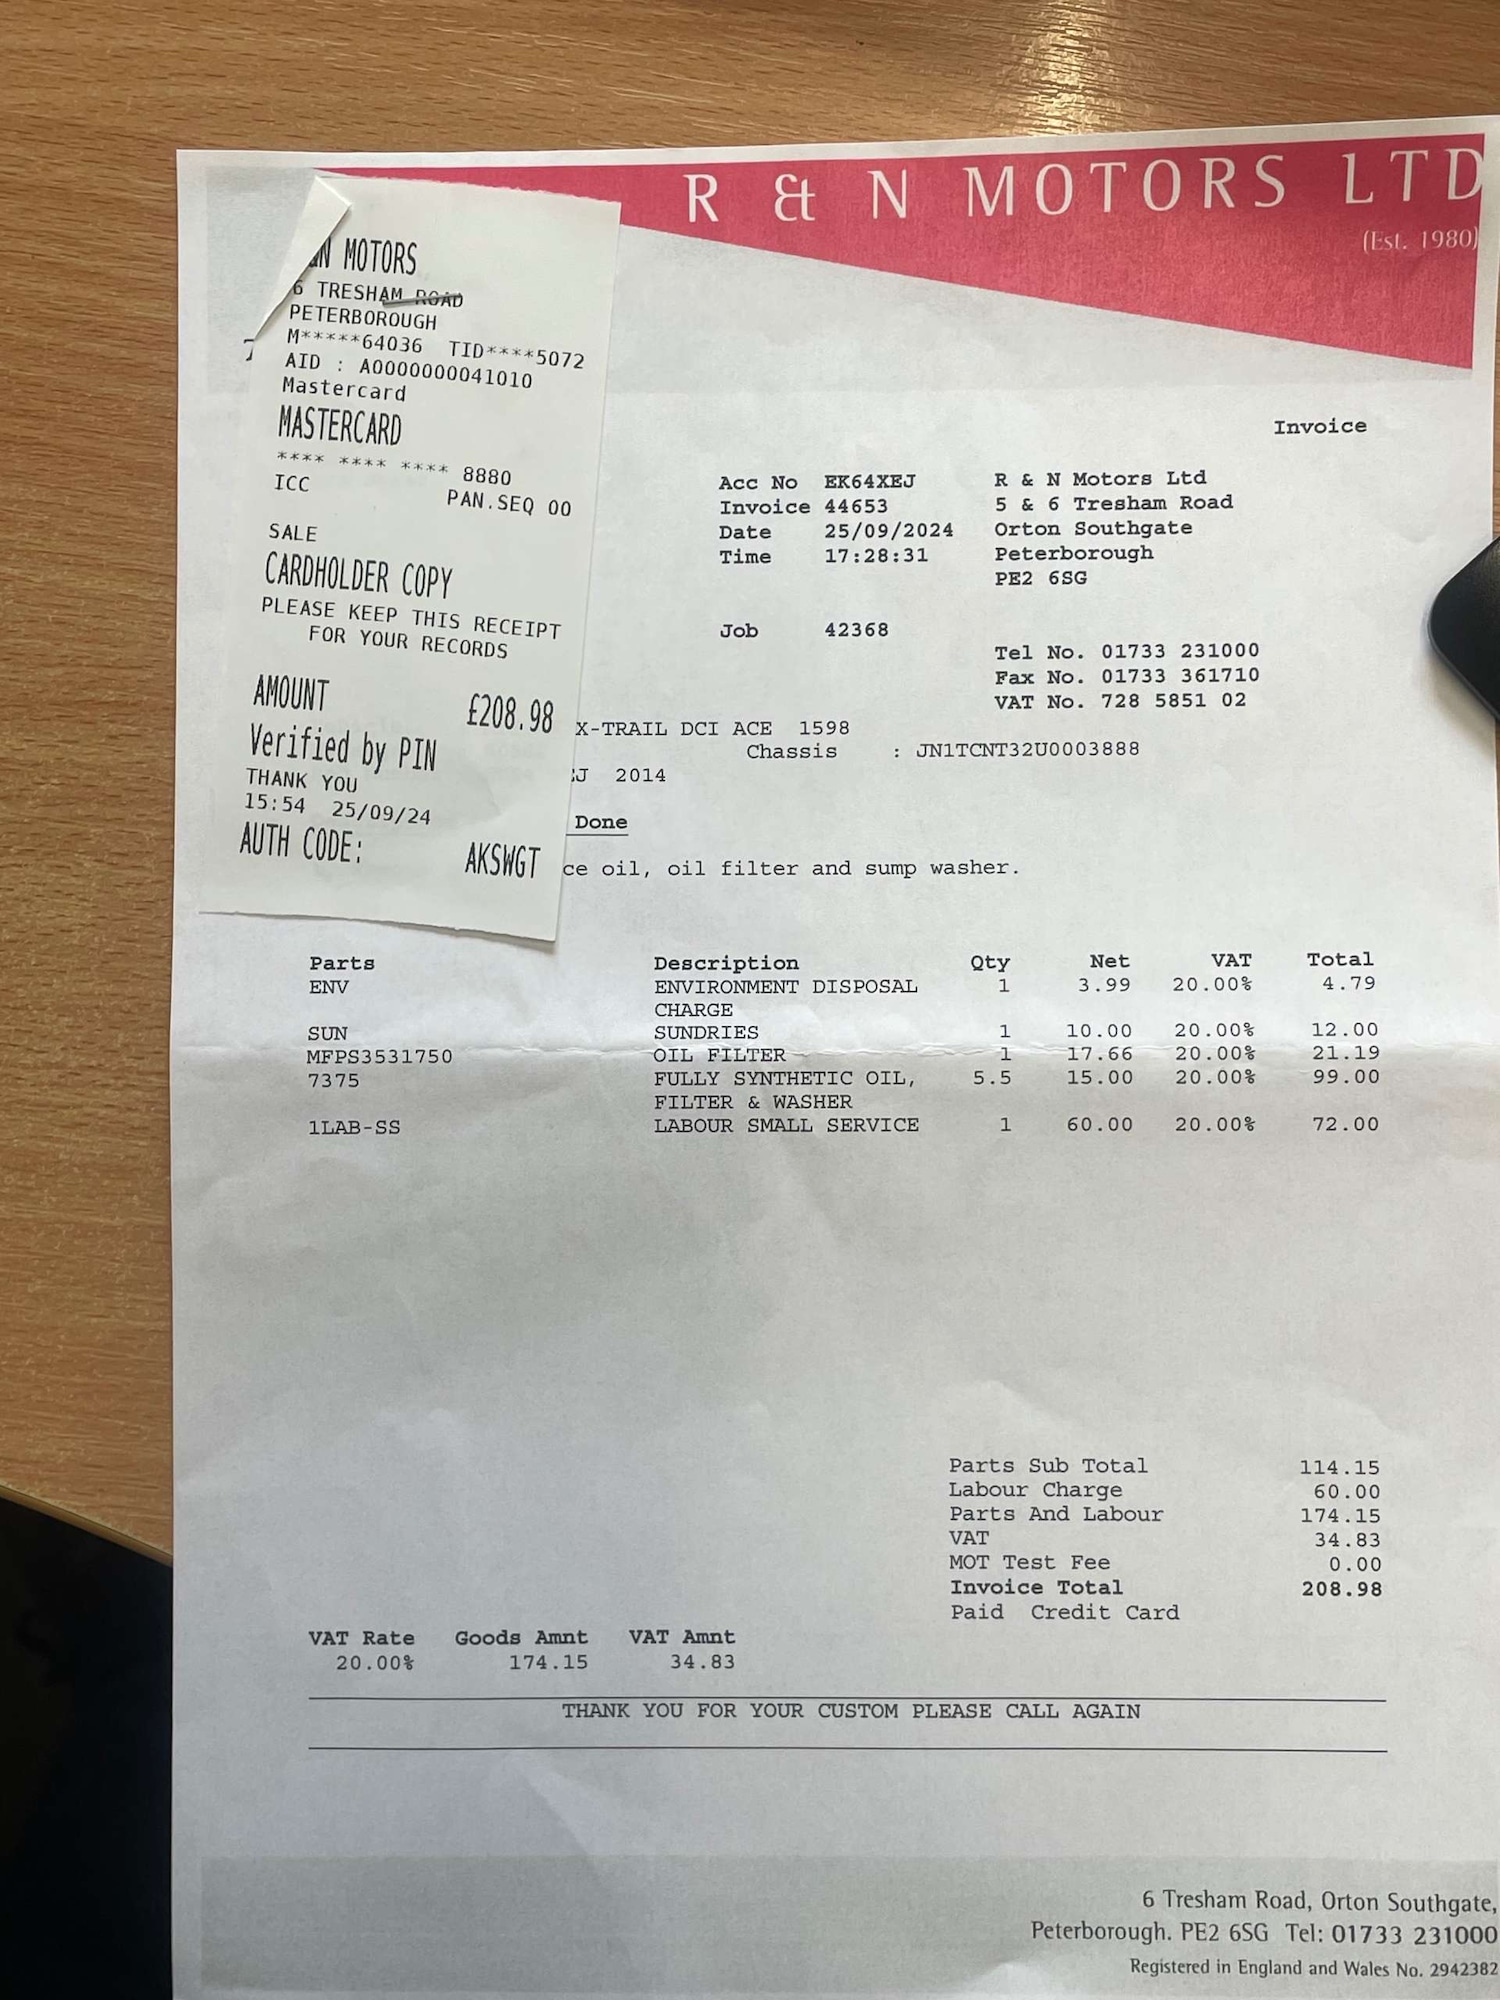 R & N MOTORS LTD
(Est. 1980)
N MOTORS
6 TRESHAM ROAD
PETERBOROUGH
M*****64036 TID****5072
AID : A0000000041010
Mastercard
MASTERCARD
**** **** **** 8880
ICC PAN.SEQ 00
SALE
CARDHOLDER COPY
PLEASE KEEP THIS RECEIPT
FOR YOUR RECORDS
AMOUNT £208.98
Verified by PIN
THANK YOU
15:54 25/09/24
AUTH CODE: AKSWGT
Invoice
Acc No EK64XEJ
Invoice 44653
Date 25/09/2024
Time 17:28:31
Job 42368
R & N Motors Ltd
5 & 6 Tresham Road
Orton Southgate
Peterborough
PE2 6SG
Tel No. 01733 231000
Fax No. 01733 361710
VAT No. 728 5851 02
X-TRAIL DCI ACE 1598
Chassis : JN1TCNT32U0003888
J 2014
Done
ce oil, oil filter and sump washer.
Parts Description Qty Net VAT Total
ENV ENVIRONMENT DISPOSAL 1 3.99 20.00% 4.79
CHARGE
SUN SUNDRIES 1 10.00 20.00% 12.00
MFPS3531750 OIL FILTER 1 17.66 20.00% 21.19
7375 FULLY SYNTHETIC OIL, 5.5 15.00 20.00% 99.00
FILTER & WASHER
1LAB-SS LABOUR SMALL SERVICE 1 60.00 20.00% 72.00
Parts Sub Total 114.15
Labour Charge 60.00
Parts And Labour 174.15
VAT 34.83
MOT Test Fee 0.00
Invoice Total 208.98
Paid Credit Card
VAT Rate Goods Amnt VAT Amnt
20.00% 174.15 34.83
THANK YOU FOR YOUR CUSTOM PLEASE CALL AGAIN
6 Tresham Road, Orton Southgate,
Peterborough. PE2 6SG Tel: 01733 231000
Registered in England and Wales No. 2942382